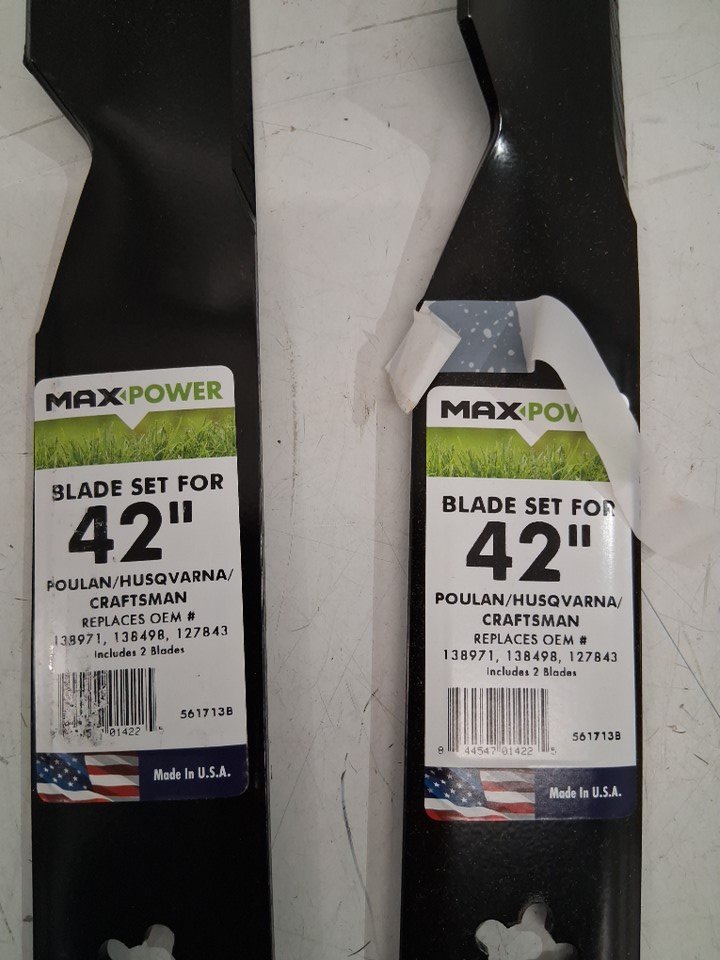 MAXPOWER
BLADE SET FOR
42"
POULAN/HUSQVARNA/
CRAFTSMAN
REPLACES OEM #
138971, 138498, 127843
Includes 2 Blades
01422
561713B
Made In U.S.A.
MAXPOW
BLADE SET FOR
42"
POULAN/HUSQVARNA/
CRAFTSMAN
REPLACES OEM #
138971, 138498, 127843
Includes 2 Blades
561713B
44547 01422 5
Made In U.S.A.